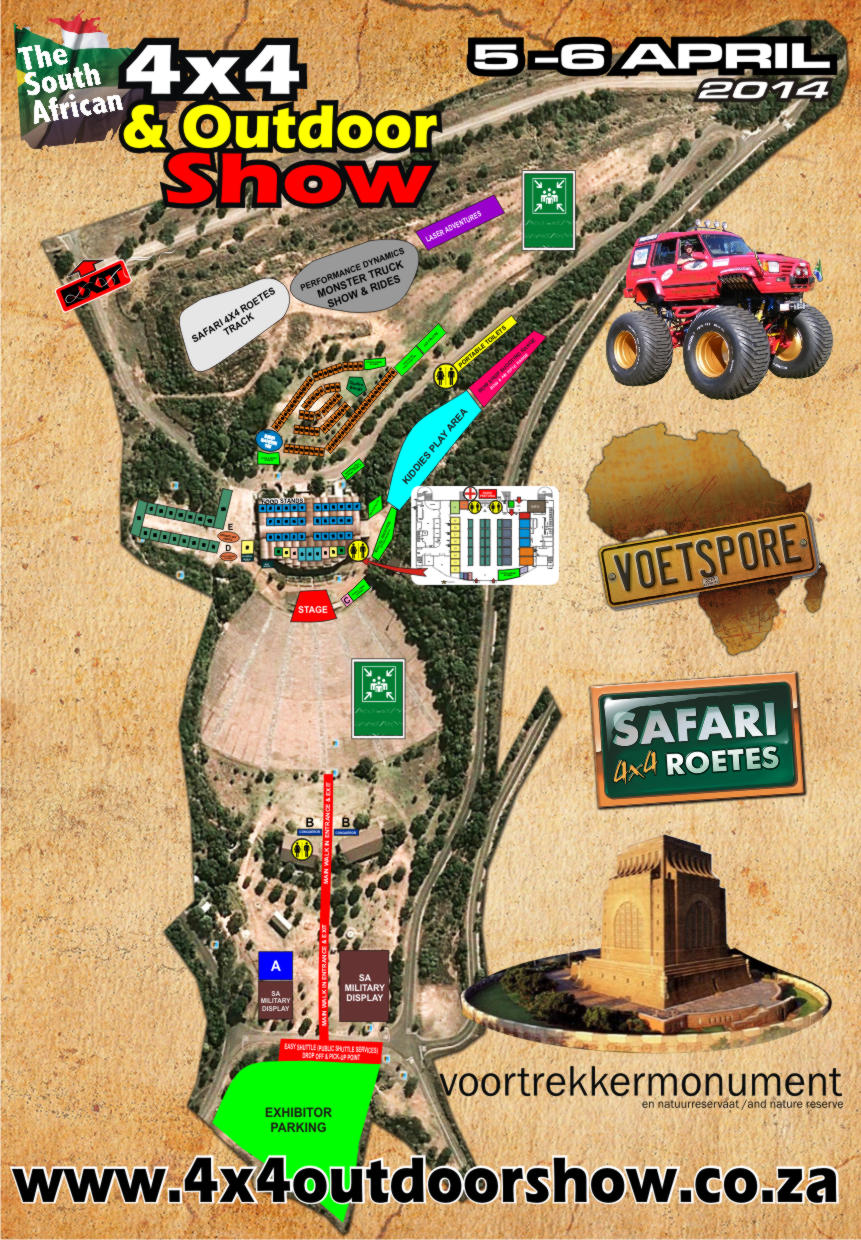 The
South
African
4x4
& Outdoor
Show
5 -6 APRIL
2014
LASER ADVENTURES
EXIT
PERFORMANCE DYNAMICS
MONSTER TRUCK
SHOW & RIDES
SAFARI 4X4 ROETES
TRACK
PORTABLE TOILETS
KIDDIES PLAY AREA
FOOD STANDS
E
D
C
STAGE
VOETSPORE
SAFARI
4x4 ROETES
B
B
MAIN WALK IN ENTRANCE & EXIT
MAIN WALK IN ENTRANCE & EXIT
A
SA
MILITARY
DISPLAY
SA
MILITARY
DISPLAY
EASY SHUTTLE (PUBLIC SHUTTLE SERVICES)
DROP OFF & PICK-UP POINT
EXHIBITOR
PARKING
voortrekkermonument
en natuurreservaat /and nature reserve
www.4x4outdoorshow.co.za